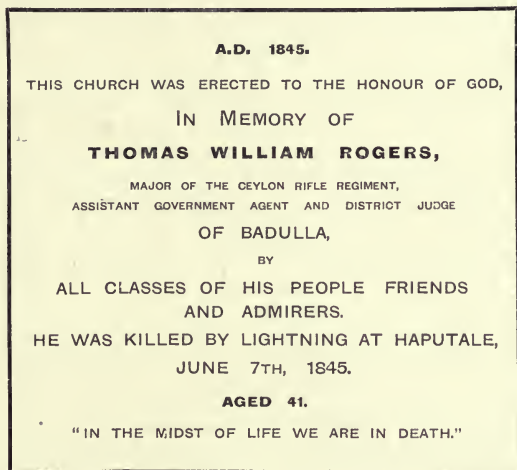 A.D. 1845.
THIS CHURCH WAS ERECTED TO THE HONOUR OF GOD,
IN MEMORY OF
THOMAS WILLIAM ROGERS,
MAJOR OF THE CEYLON RIFLE REGIMENT,
ASSISTANT GOVERNMENT AGENT AND DISTRICT JUDGE
OF BADULLA,
BY
ALL CLASSES OF HIS PEOPLE FRIENDS
AND ADMIRERS.
HE WAS KILLED BY LIGHTNING AT HAPUTALE,
JUNE 7TH, 1845.
AGED 41.
"IN THE MIDST OF LIFE WE ARE IN DEATH."